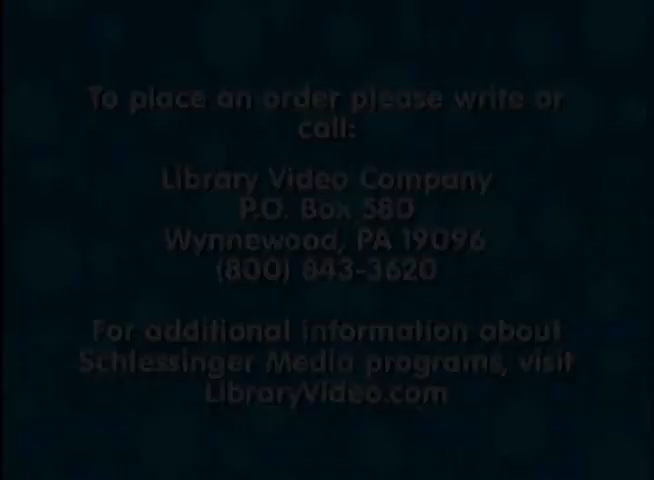 To place an order please write or
call:
Library Video Company
P.O. Box 580
Wynnewood, PA 19096
(800) 843-3620
For additional information about
Schlessinger Media programs, visit
LibraryVideo.com